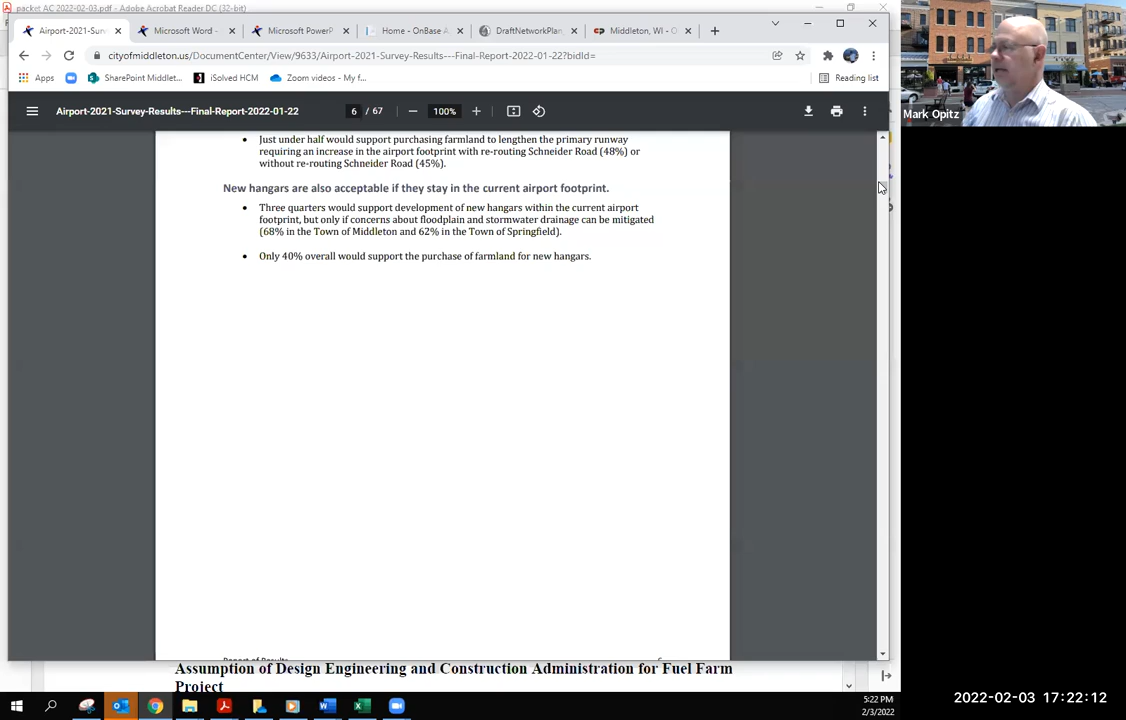 packet AC 2022-02-03.pdf - Adobe Acrobat Reader DC (32-bit)
Airport-2021-Surv
Microsoft Word -
Microsoft PowerP
Home - OnBase A
DraftNetworkPlan
Middleton, WI - O
cityofmiddleton.us/DocumentCenter/View/9633/Airport-2021-Survey-Results---Final-Report-2022-01-22?bidId=
Apps
SharePoint Middlet...
iSolved HCM
Zoom videos - My f...
Reading list
Airport-2021-Survey-Results---Final-Report-2022-01-22
6 / 67
100%
Mark Opitz
• Just under half would support purchasing farmland to lengthen the primary runway
requiring an increase in the airport footprint with re-routing Schneider Road (48%) or
without re-routing Schneider Road (45%).
New hangars are also acceptable if they stay in the current airport footprint.
• Three quarters would support development of new hangars within the current airport
footprint, but only if concerns about floodplain and stormwater drainage can be mitigated
(68% in the Town of Middleton and 62% in the Town of Springfield).
• Only 40% overall would support the purchase of farmland for new hangars.
Assumption of Design Engineering and Construction Administration for Fuel Farm
Project
5:22 PM
2/3/2022
2022-02-03 17:22:12